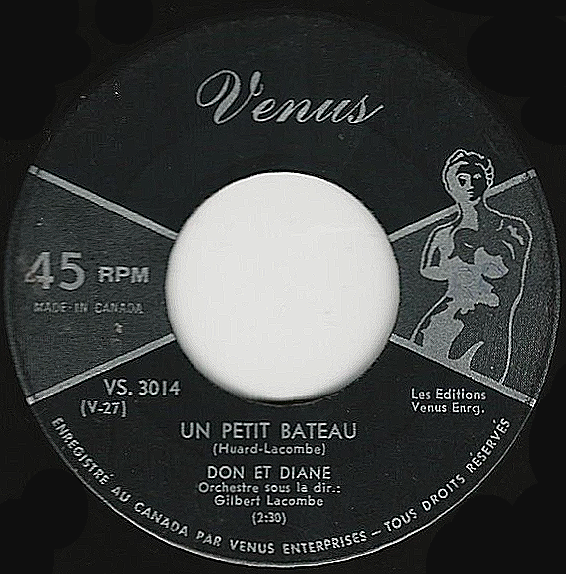 Venus
45 RPM
MADE IN CANADA
VS. 3014
(V-27)
Les Editions
Venus Enrg.
UN PETIT BATEAU
(Huard-Lacombe)
DON ET DIANE
Orchestre sous la dir.:
Gilbert Lacombe
(2:30)
ENREGISTRÉ AU CANADA PAR VENUS ENTERPRISES — TOUS DROITS RÉSERVÉS